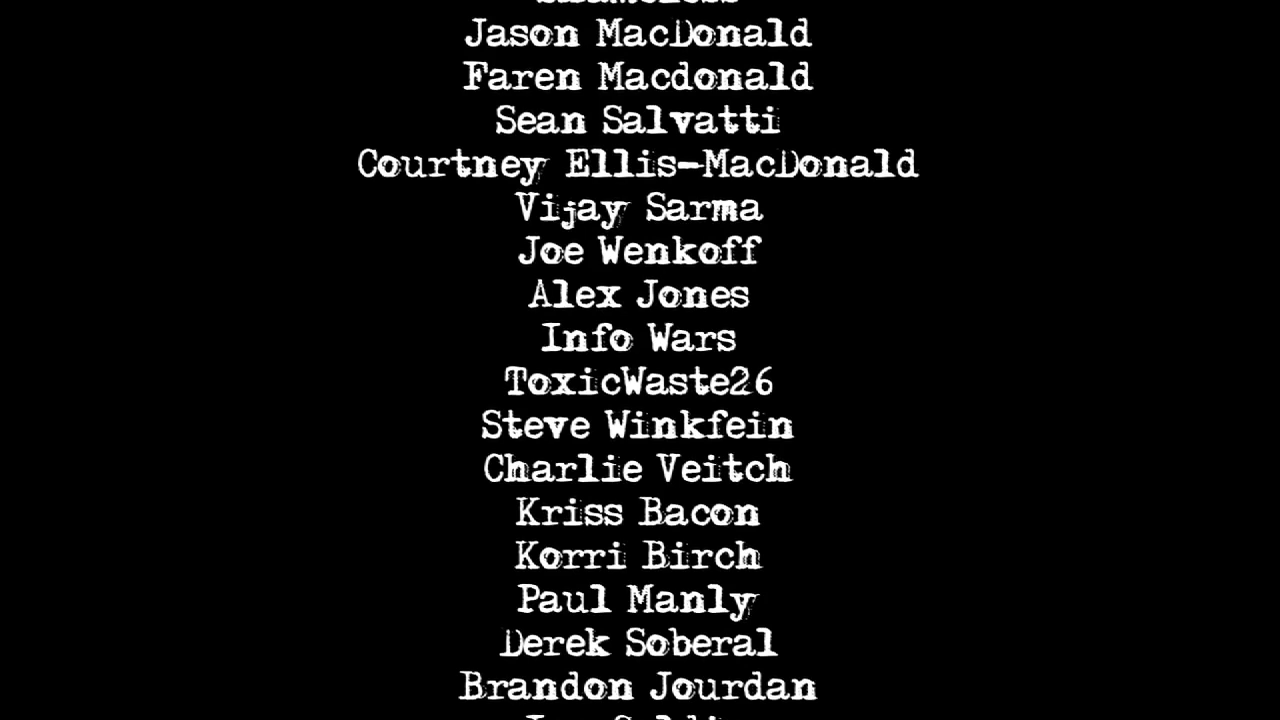 Jason MacDonald
Faren Macdonald
Sean Salvatti
Courtney Ellis-MacDonald
Vijay Sarma
Joe Wenkoff
Alex Jones
Info Wars
ToxicWaste26
Steve Winkfein
Charlie Veitch
Kriss Bacon
Korri Birch
Paul Manly
Derek Soberal
Brandon Jourdan